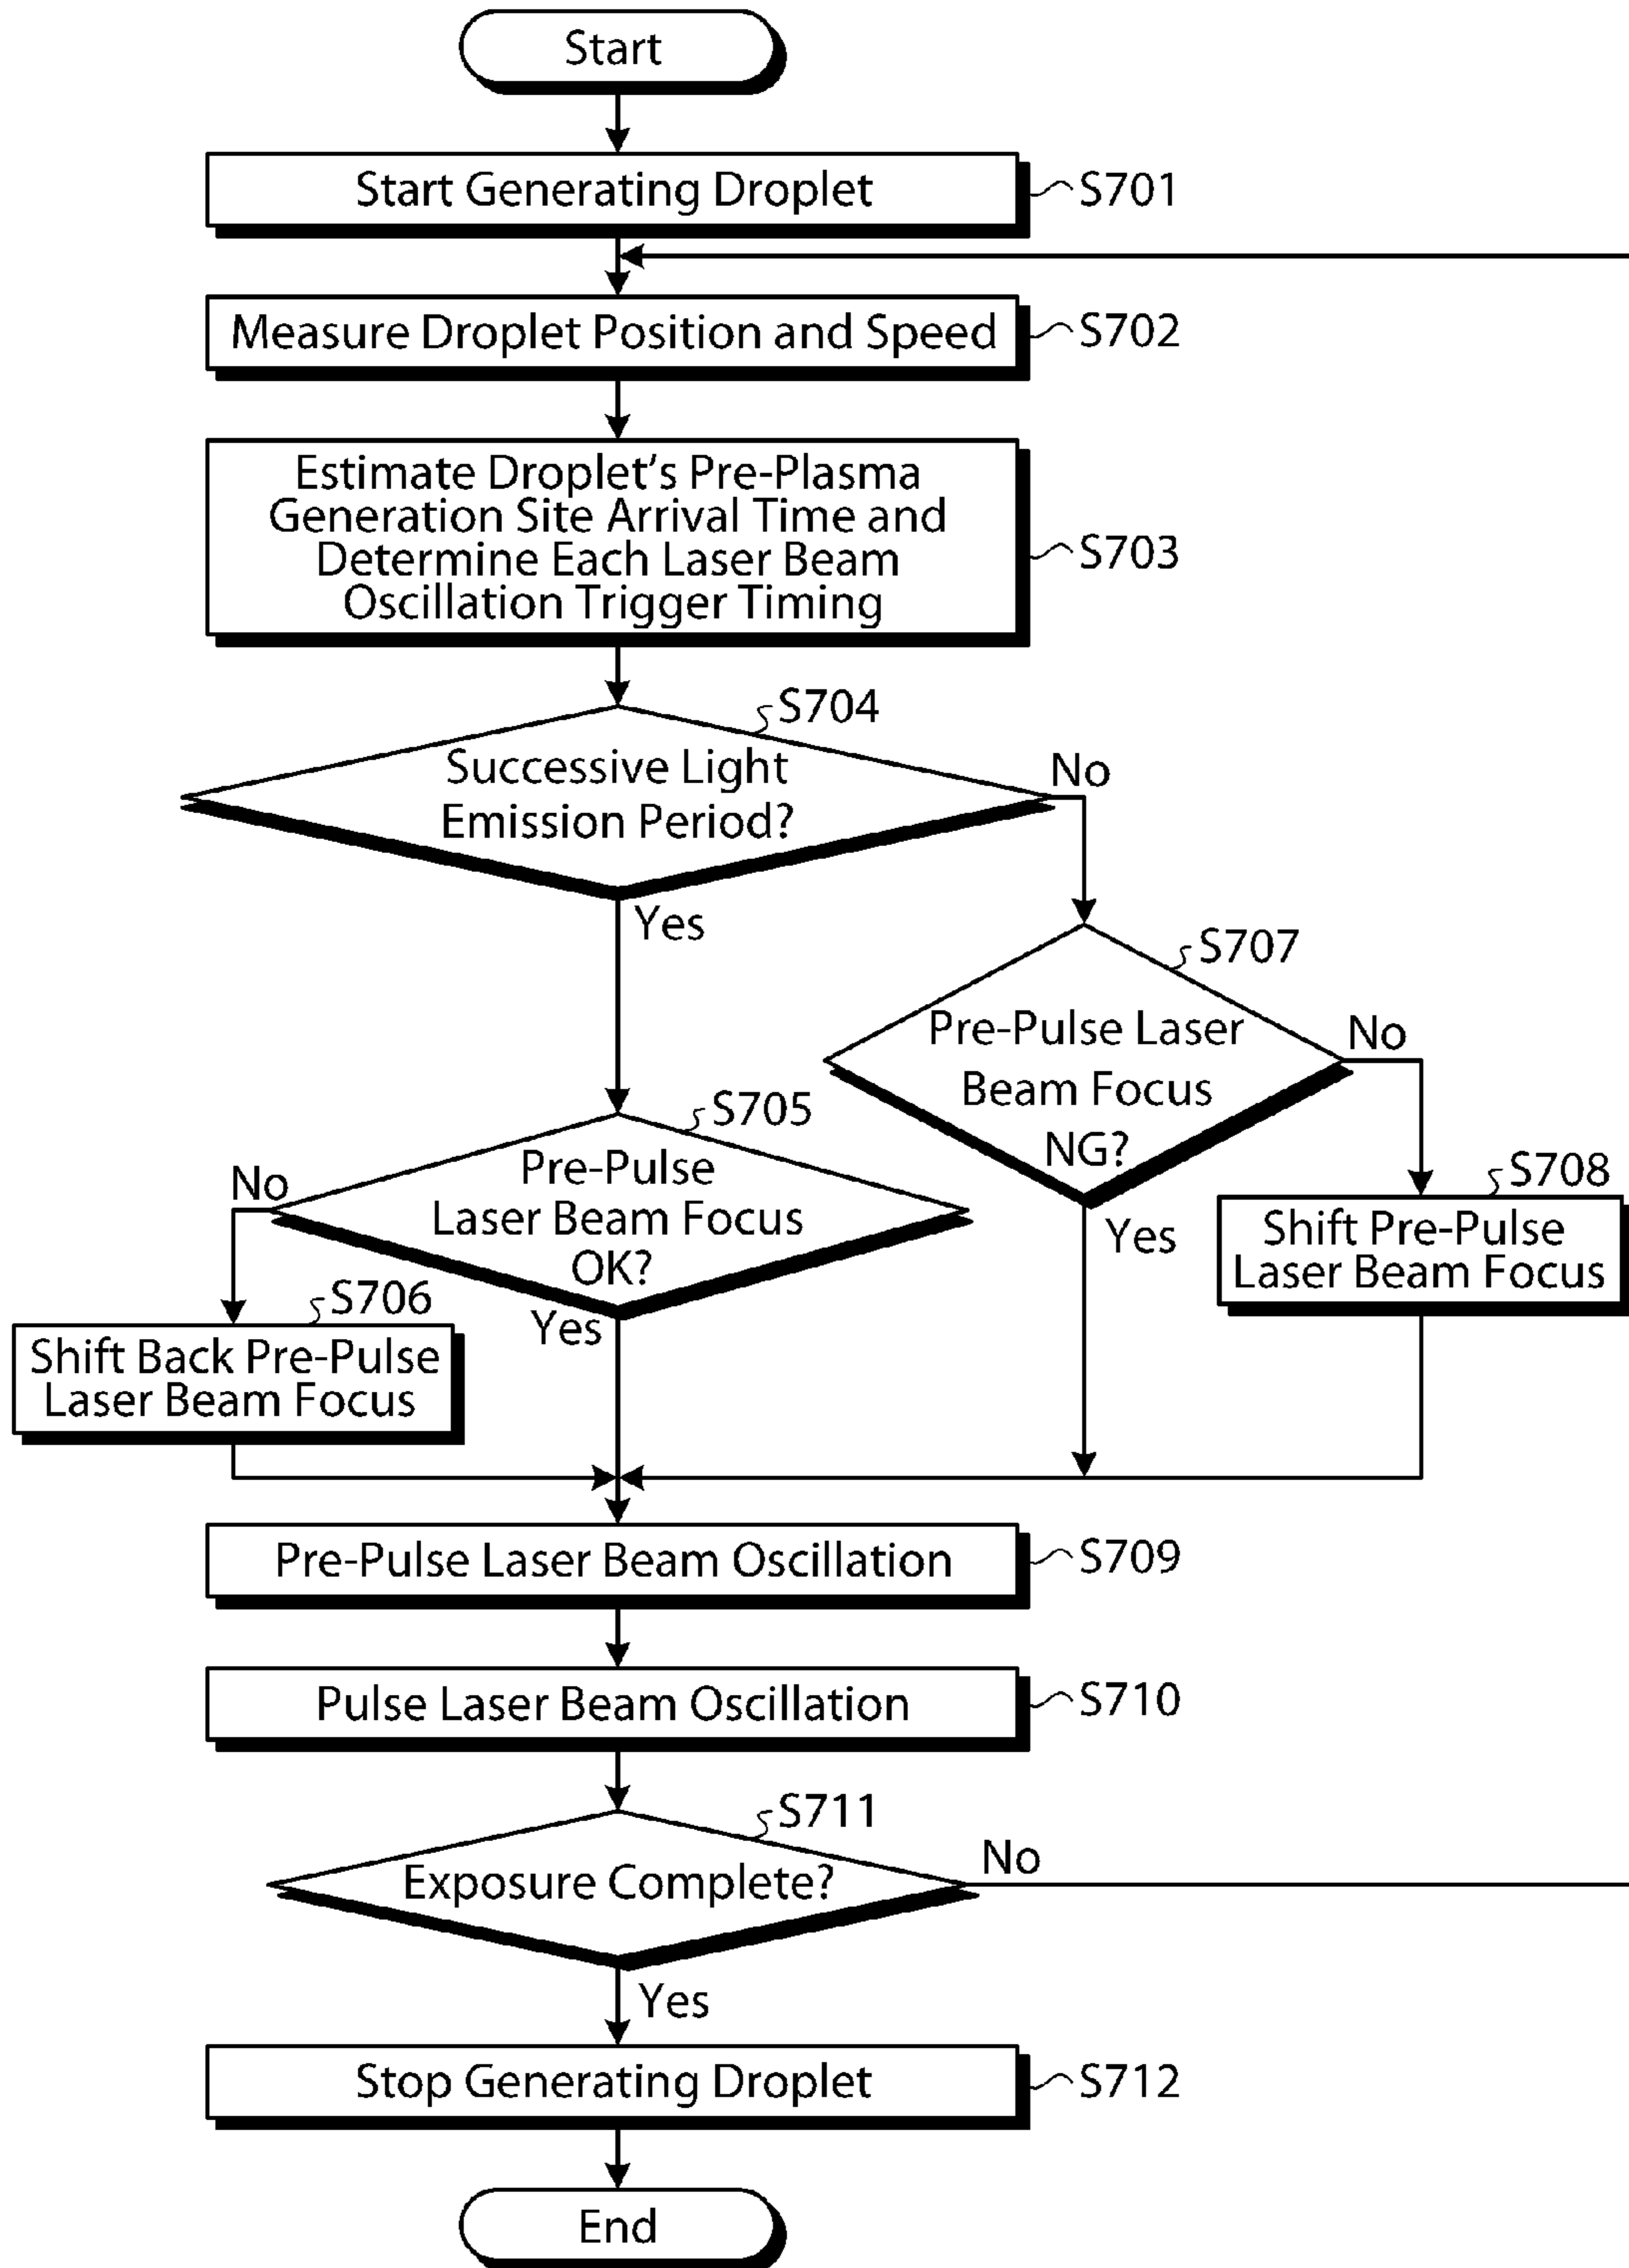 Start
Start Generating Droplet
S701
Measure Droplet Position and Speed
S702
Estimate Droplet’s Pre-Plasma
Generation Site Arrival Time and
Determine Each Laser Beam
Oscillation Trigger Timing
S703
S704
Successive Light
Emission Period?
No
Yes
S707
Pre-Pulse Laser
Beam Focus
NG?
No
Yes
S708
Shift Pre-Pulse
Laser Beam Focus
S705
Pre-Pulse
Laser Beam Focus
OK?
No
Yes
S706
Shift Back Pre-Pulse
Laser Beam Focus
Pre-Pulse Laser Beam Oscillation
S709
Pulse Laser Beam Oscillation
S710
S711
Exposure Complete?
No
Yes
Stop Generating Droplet
S712
End